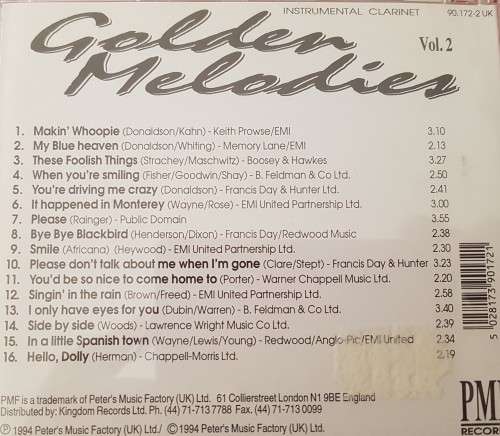 INSTRUMENTAL CLARINET 90.172-2 UK
Golden
Melodies Vol. 2
1. Makin' Whoopie (Donaldson/Kahn) - Keith Prowse/EMI 3.10
2. My Blue heaven (Donaldson/Whiting) - Memory Lane/EMI 2.13
3. These Foolish Things (Strachey/Maschwitz) - Boosey & Hawkes 3.27
4. When you're smiling (Fisher/Goodwin/Shay) - B. Feldman & Co Ltd. 2.50
5. You're driving me crazy (Donaldson) - Francis Day & Hunter Ltd. 2.41
6. It happened in Monterey (Wayne/Rose) - EMI United Partnership Ltd. 3.00
7. Please (Rainger) - Public Domain 3.55
8. Bye Bye Blackbird (Henderson/Dixon) - Francis Day/Redwood Music 2.38
9. Smile (Africana) (Heywood) - EMI United Partnership Ltd. 2.30
10. Please don't talk about me when I'm gone (Clare/Stept) - Francis Day & Hunter 3.23
11. You'd be so nice to come home to (Porter) - Warner Chappell Music Ltd. 2.20
12. Singin' in the rain (Brown/Freed) - EMI United Partnership Ltd. 2.58
13. I only have eyes for you (Dubin/Warren) - B. Feldman & Co Ltd. 3.40
14. Side by side (Woods) - Lawrence Wright Music Co Ltd. 2.39
15. In a little Spanish town (Wayne/Lewis/Young) - Redwood/Anglo-Pic/EMI United 2.34
16. Hello, Dolly (Herman) - Chappell-Morris Ltd. 2.19
5 028173 901721
PMF is a trademark of Peter's Music Factory (UK) Ltd. 61 Collierstreet London N1 9BE England
Distributed by: Kingdom Records Ltd. Ph. (44) 71-713 7788 Fax. (44) 71-713 0099
Ⓟ 1994 Peter's Music Factory (UK) Ltd. / © 1994 Peter's Music Factory (UK) Ltd.
PMF
RECOR